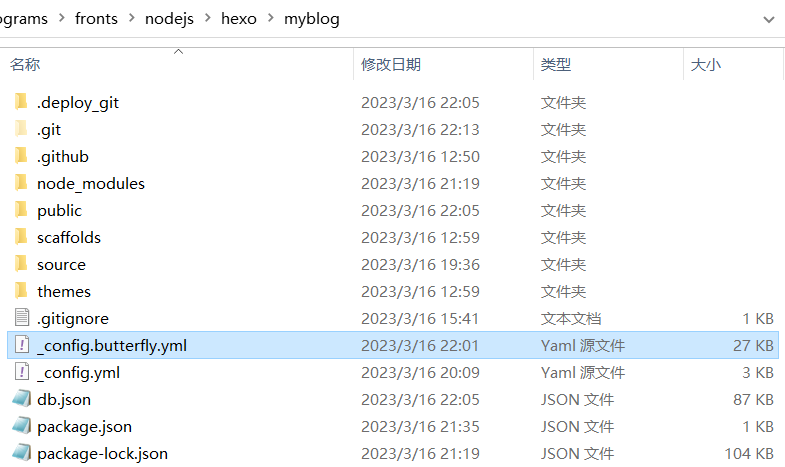 ograms > fronts > nodejs > hexo > myblog
名称 修改日期 类型 大小
.deploy_git 2023/3/16 22:05 文件夹
.git 2023/3/16 22:13 文件夹
.github 2023/3/16 12:50 文件夹
node_modules 2023/3/16 21:19 文件夹
public 2023/3/16 22:05 文件夹
scaffolds 2023/3/16 12:59 文件夹
source 2023/3/16 19:36 文件夹
themes 2023/3/16 12:59 文件夹
.gitignore 2023/3/16 15:41 文本文档 1 KB
_config.butterfly.yml 2023/3/16 22:01 Yaml 源文件 27 KB
_config.yml 2023/3/16 20:09 Yaml 源文件 3 KB
db.json 2023/3/16 22:05 JSON 文件 87 KB
package.json 2023/3/16 21:35 JSON 文件 1 KB
package-lock.json 2023/3/16 21:19 JSON 文件 104 KB